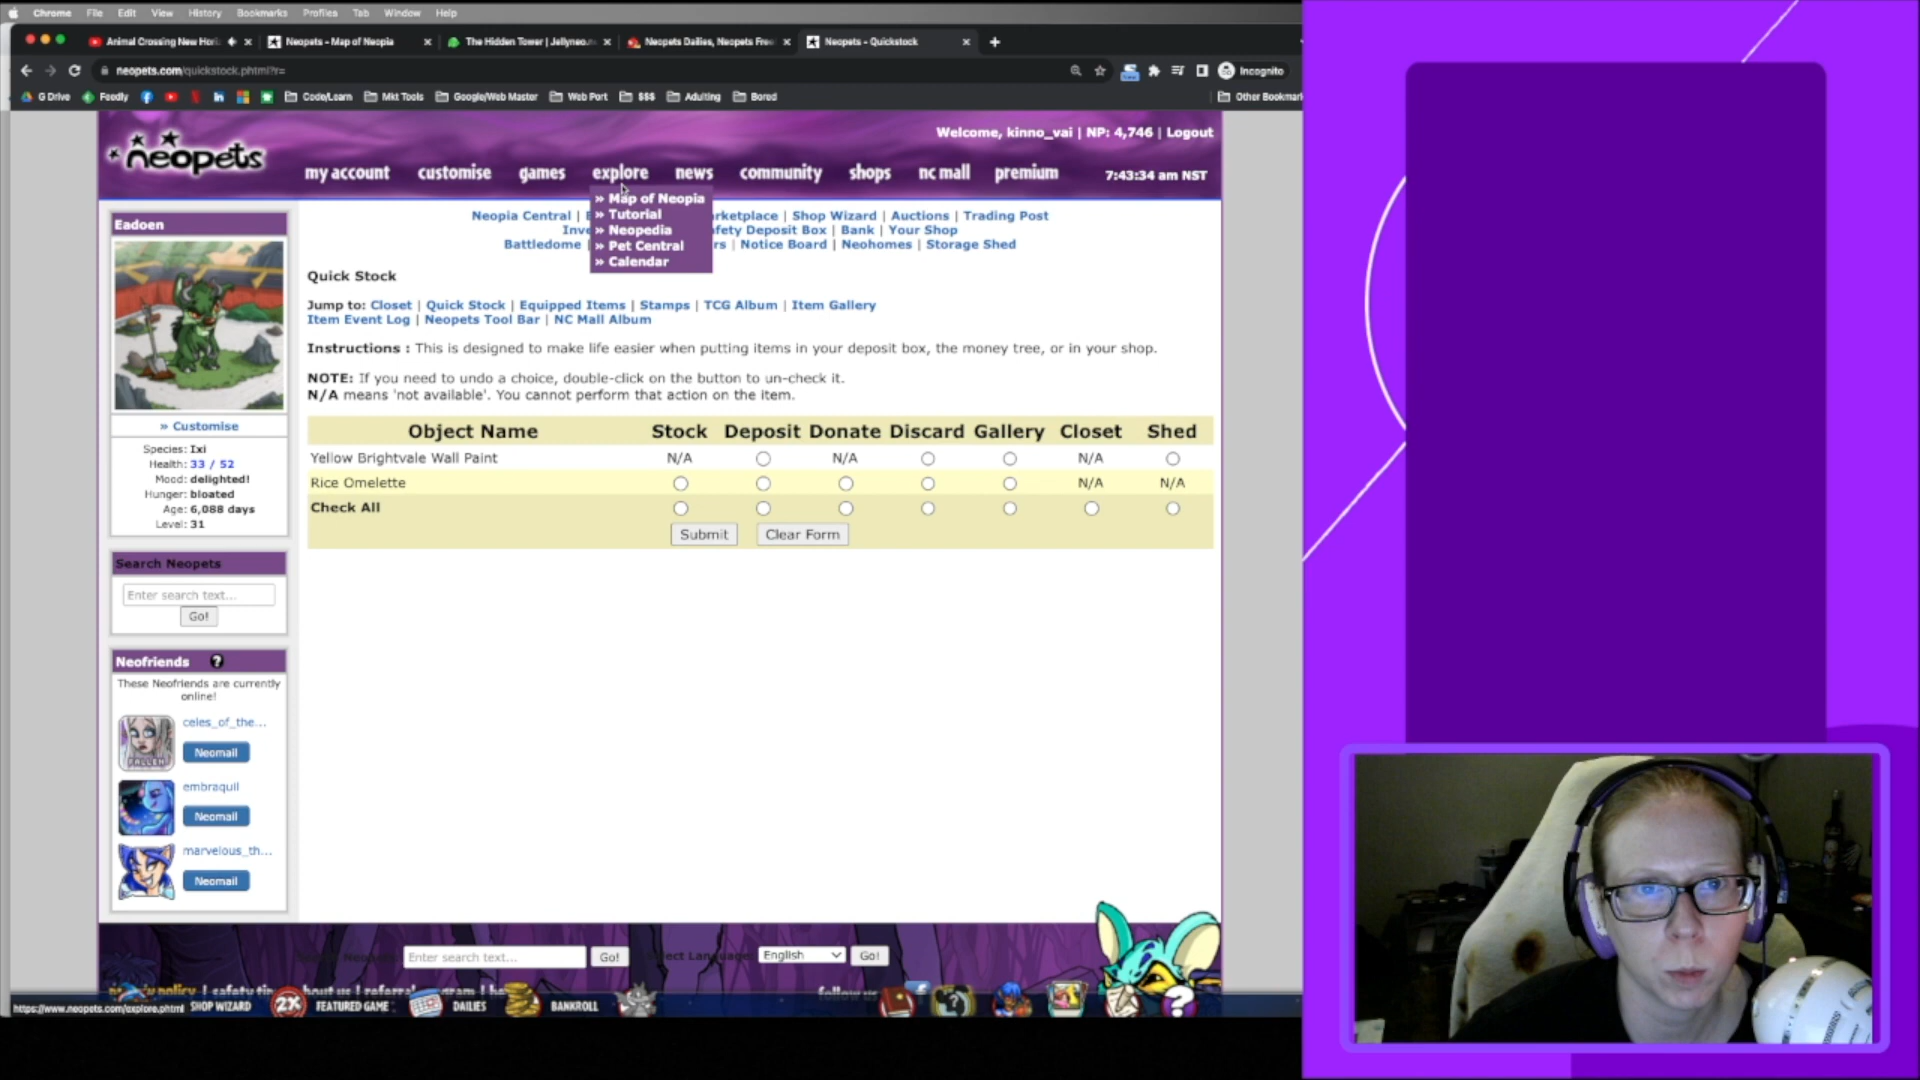 Chrome File Edit View History Bookmarks Profiles Tab Window Help
Animal Crossing New Hori
Neopets - Map of Neopia
The Hidden Tower | Jellyneo.n
Neopets Dailies, Neopets Free
Neopets - Quickstock
neopets.com/quickstock.phtml?r=
Incognito
G Drive Feedly Code/Learn Mkt Tools Google/Web Master Web Port $$$ Adulting Bored Other Bookmar
neopets
Welcome, kinno_vai | NP: 4,746 | Logout
my account customise games explore news community shops nc mall premium 7:43:34 am NST
» Map of Neopia
» Tutorial
» Neopedia
» Pet Central
» Calendar
Neopia Central | rketplace | Shop Wizard | Auctions | Trading Post
Inve fety Deposit Box | Bank | Your Shop
Battledome rs | Notice Board | Neohomes | Storage Shed
Eadoen
» Customise
Species: Ixi
Health: 33 / 52
Mood: delighted!
Hunger: bloated
Age: 6,088 days
Level: 31
Search Neopets
Enter search text...
Go!
Neofriends ?
These Neofriends are currently
online!
celes_of_the...
Neomail
FALLEN
embraquil
Neomail
marvelous_th...
Neomail
Quick Stock
Jump to: Closet | Quick Stock | Equipped Items | Stamps | TCG Album | Item Gallery
Item Event Log | Neopets Tool Bar | NC Mall Album
Instructions : This is designed to make life easier when putting items in your deposit box, the money tree, or in your shop.
NOTE: If you need to undo a choice, double-click on the button to un-check it.
N/A means 'not available'. You cannot perform that action on the item.
Object Name Stock Deposit Donate Discard Gallery Closet Shed
Yellow Brightvale Wall Paint N/A N/A N/A
Rice Omelette N/A N/A
Check All
Submit Clear Form
Enter search text... Go! English Go!
https://www.neopets.com/explore.phtml SHOP WIZARD 2X FEATURED GAME DAILIES BANKROLL